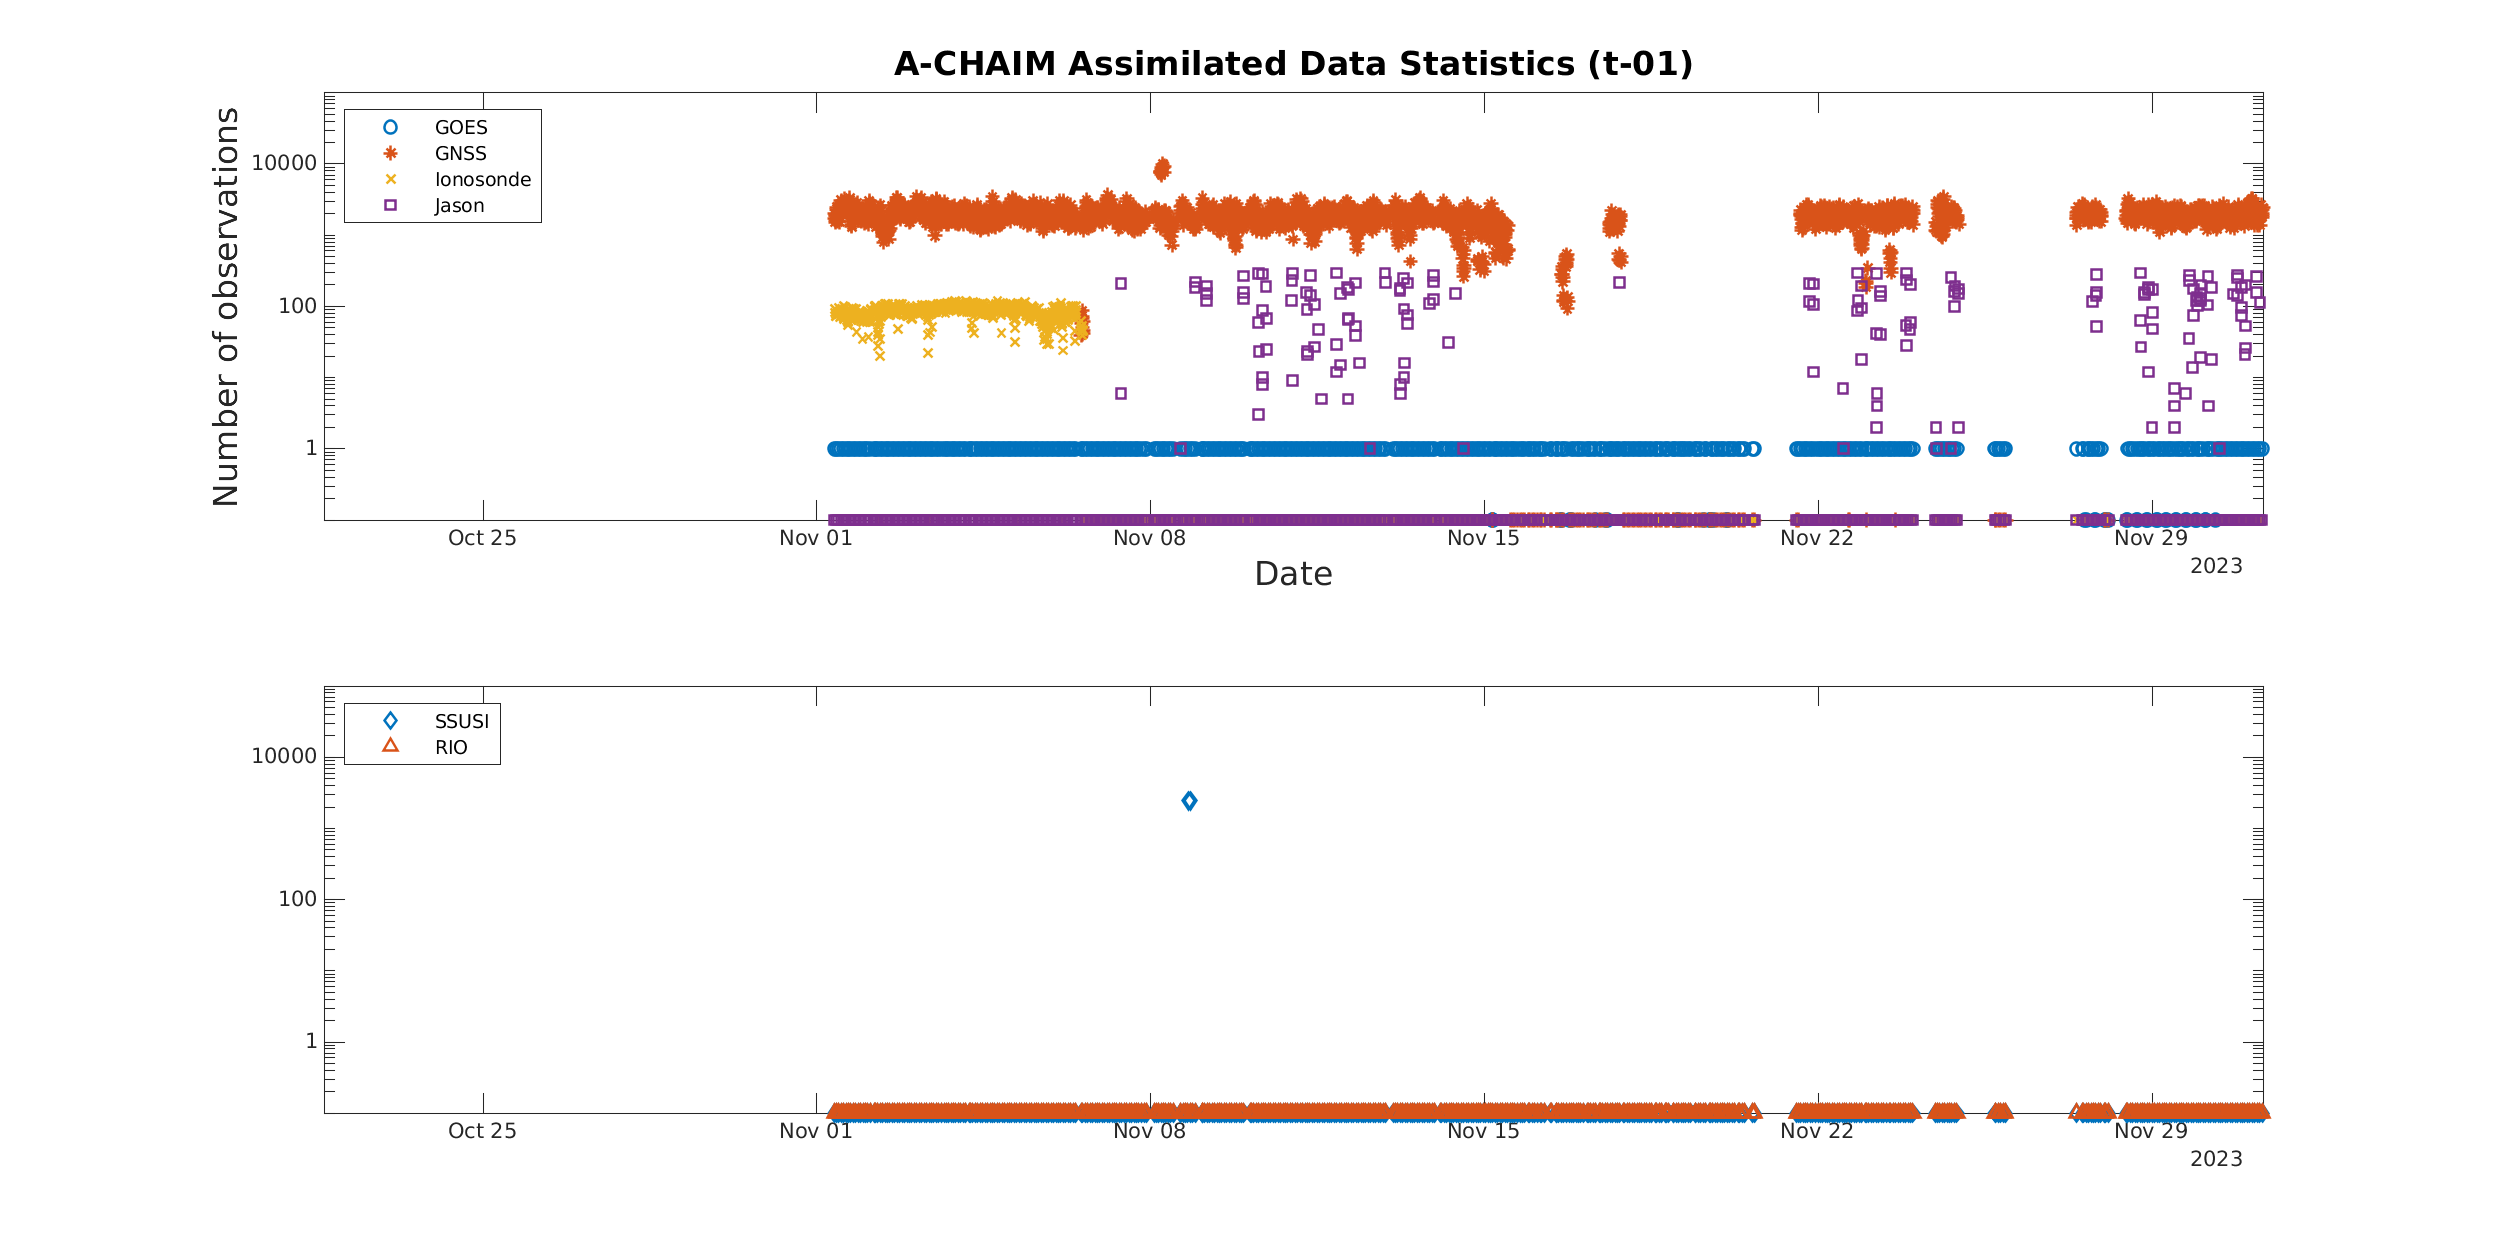 A-CHAIM Assimilated Data Statistics (t-01)
Number of observations
10000
100
1
GOES
GNSS
Ionosonde
Jason
Oct 25 Nov 01 Nov 08 Nov 15 Nov 22 Nov 29
2023
Date
10000
100
1
SSUSI
RIO
Oct 25 Nov 01 Nov 08 Nov 15 Nov 22 Nov 29
2023